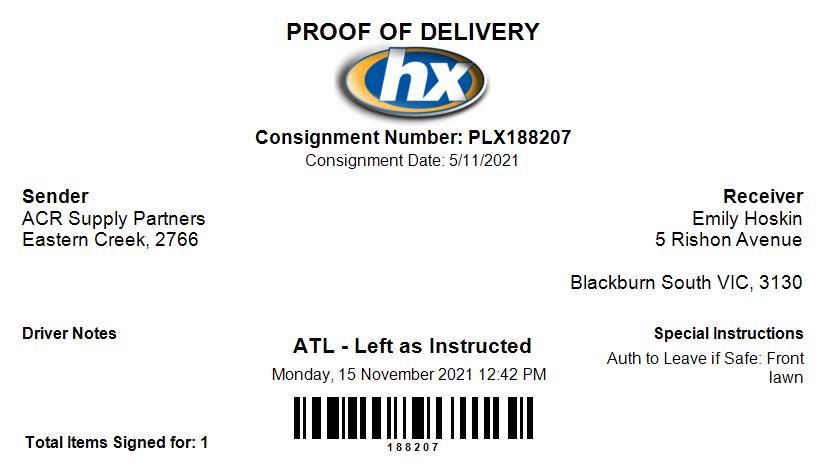 PROOF OF DELIVERY
hx
Consignment Number: PLX188207
Consignment Date: 5/11/2021
Sender
ACR Supply Partners
Eastern Creek, 2766
Receiver
Emily Hoskin
5 Rishon Avenue
Blackburn South VIC, 3130
Driver Notes
ATL - Left as Instructed
Monday, 15 November 2021 12:42 PM
188207
Special Instructions
Auth to Leave if Safe: Front
lawn
Total Items Signed for: 1